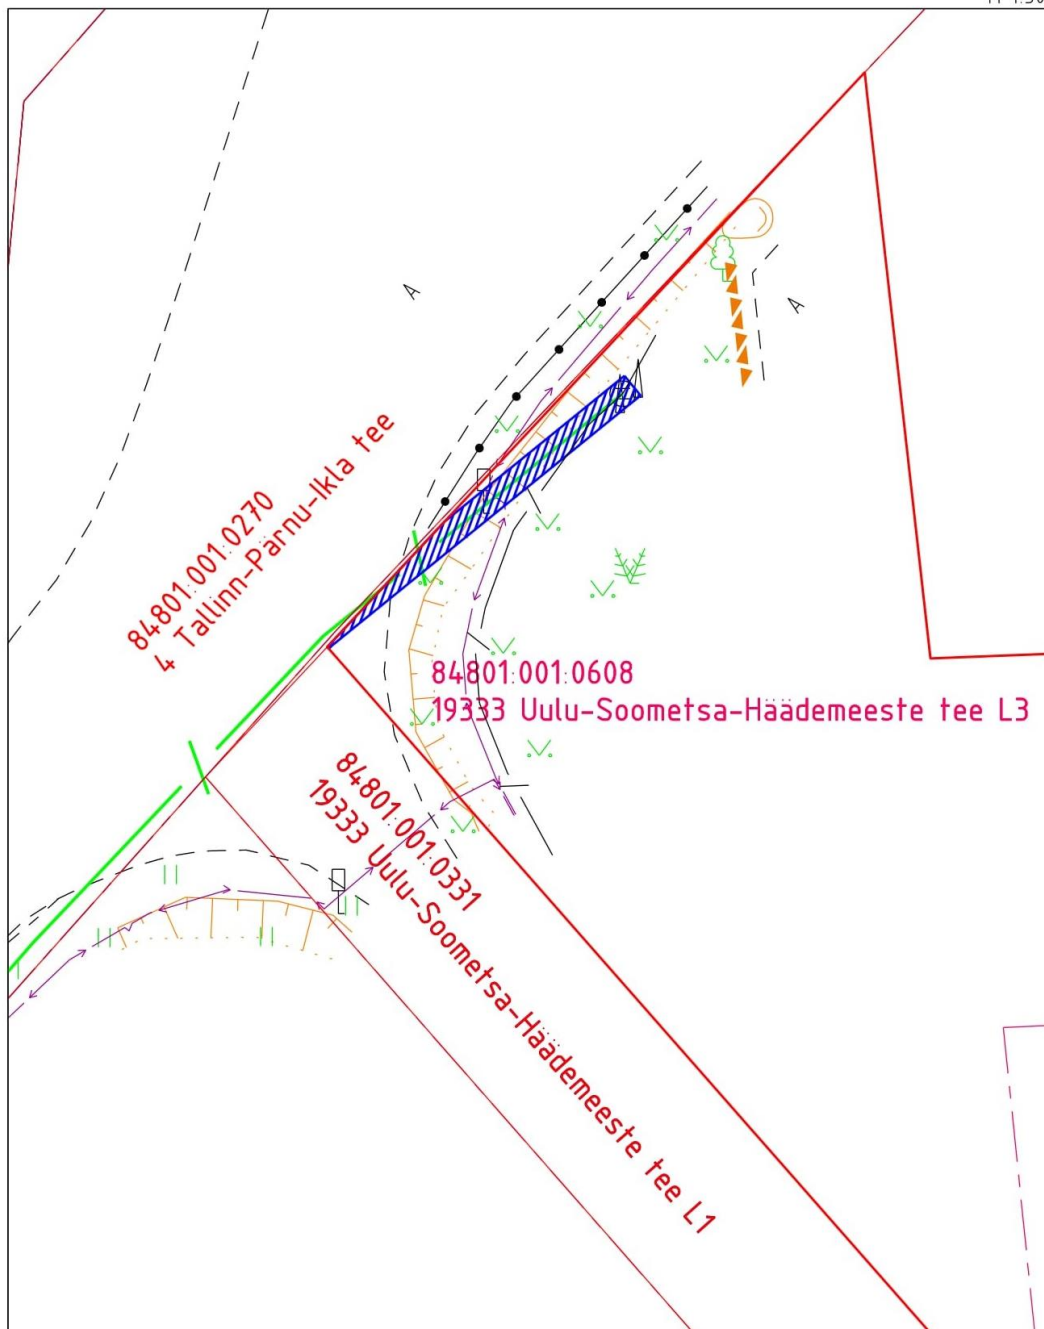 A
A
84801:001:0270
4 Tallinn-Pärnu-Ikla tee
84801:001:0608
19333 Uulu-Soometsa-Häädemeeste tee L3
84801:001:0331
19333 Uulu-Soometsa-Häädemeeste tee L1